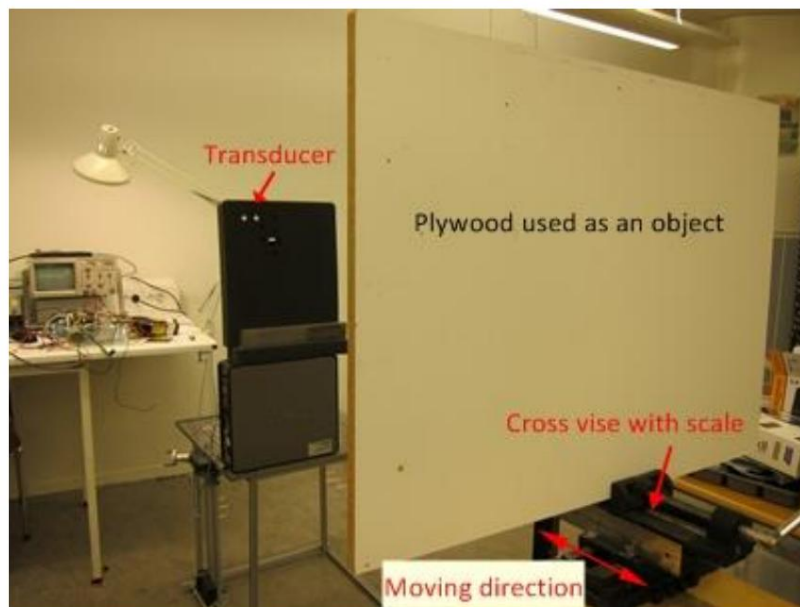 Transducer
Plywood used as an object
Cross vise with scale
Moving direction